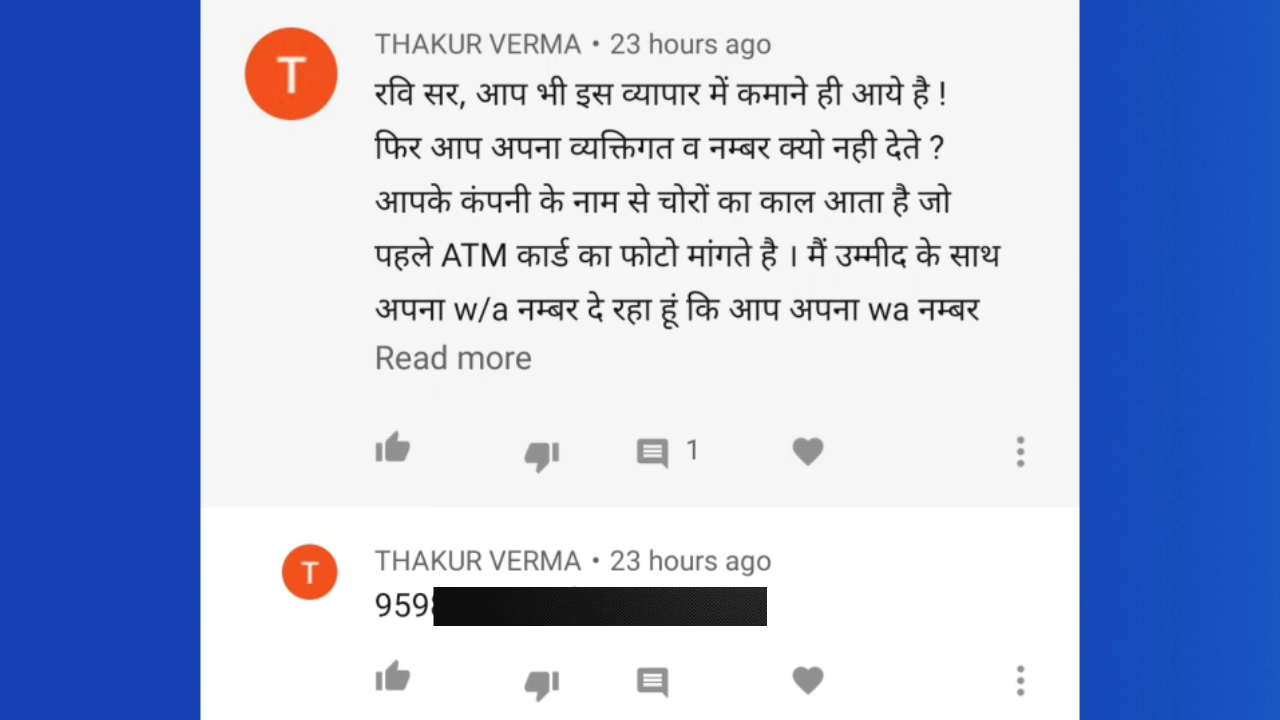 T
THAKUR VERMA • 23 hours ago
रवि सर, आप भी इस व्यापार में कमाने ही आये है !
फिर आप अपना व्यक्तिगत व नम्बर क्यो नही देते ?
आपके कंपनी के नाम से चोरों का काल आता है जो
पहले ATM कार्ड का फोटो मांगते है । मैं उम्मीद के साथ
अपना w/a नम्बर दे रहा हूं कि आप अपना wa नम्बर
Read more
1
T
THAKUR VERMA • 23 hours ago
959